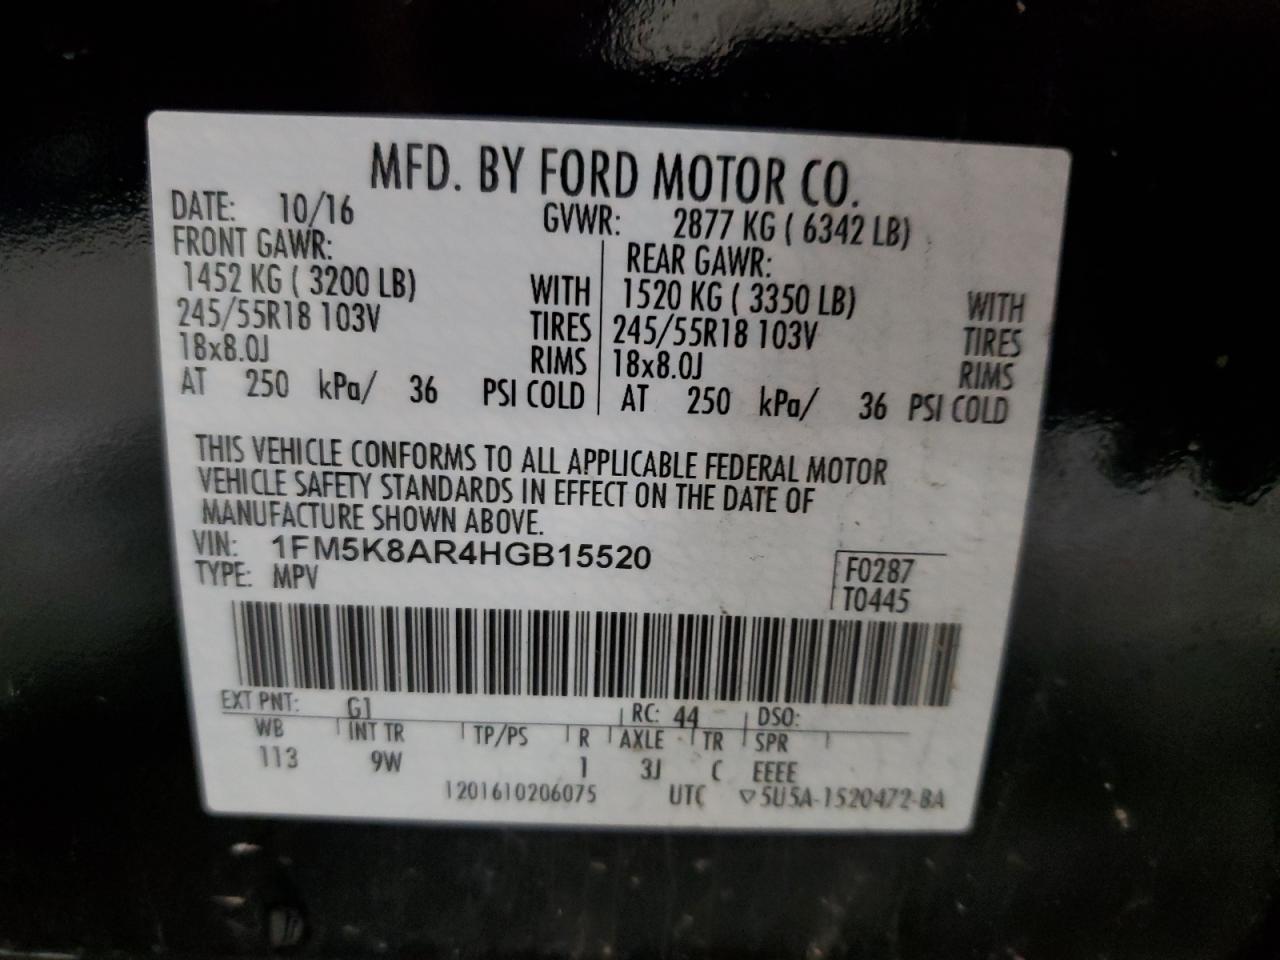 MFD. BY FORD MOTOR CO.
DATE: 10/16 GVWR: 2877 KG ( 6342 LB)
FRONT GAWR: REAR GAWR:
1452 KG ( 3200 LB) WITH 1520 KG ( 3350 LB) WITH
245/55R18 103V TIRES 245/55R18 103V TIRES
18x8.0J RIMS 18x8.0J RIMS
AT 250 kPa/ 36 PSI COLD AT 250 kPa/ 36 PSI COLD
THIS VEHICLE CONFORMS TO ALL APPLICABLE FEDERAL MOTOR
VEHICLE SAFETY STANDARDS IN EFFECT ON THE DATE OF
MANUFACTURE SHOWN ABOVE.
VIN: 1FM5K8AR4HGB15520 F0287
TYPE: MPV T0445
EXT PNT: G1 RC: 44 DSO:
WB INT TR TP/PS R AXLE TR SPR
113 9W 1 3J C EEEE
1201610206075 UTC ▽5U5A-1520472-BA